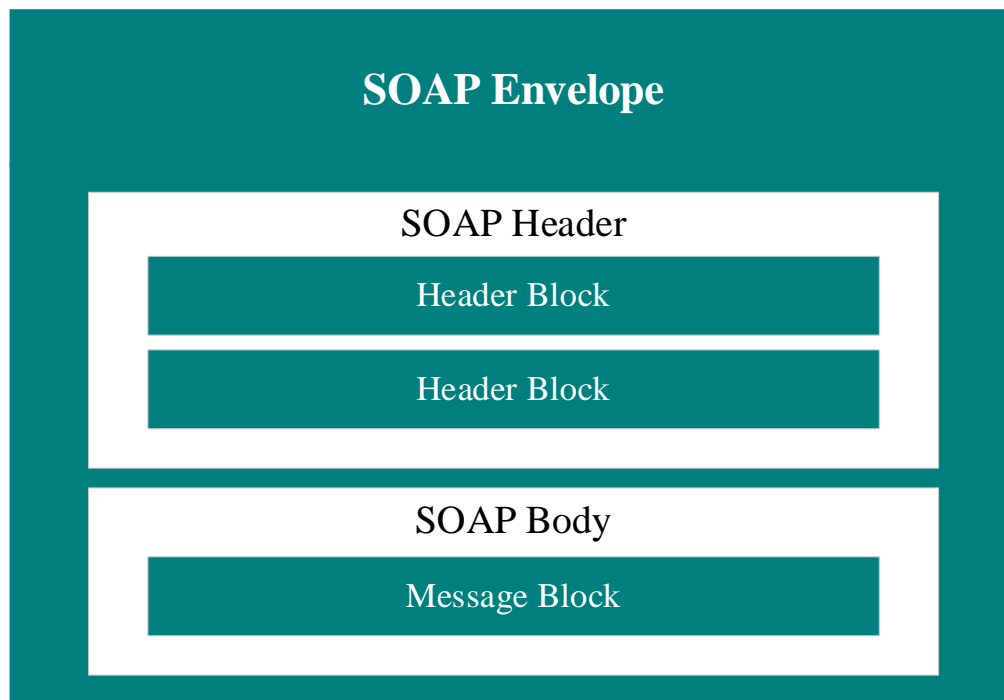 SOAP Envelope
SOAP Header
Header Block
Header Block
SOAP Body
Message Block